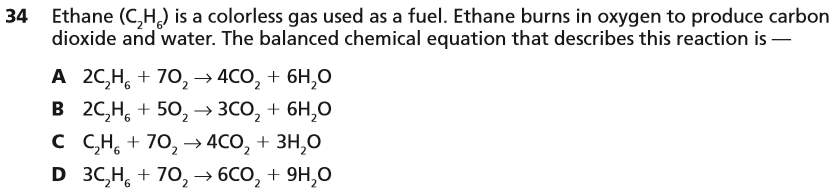 34 Ethane (C₂H₆) is a colorless gas used as a fuel. Ethane burns in oxygen to produce carbon
dioxide and water. The balanced chemical equation that describes this reaction is —
A 2C₂H₆ + 7O₂ → 4CO₂ + 6H₂O
B 2C₂H₆ + 5O₂ → 3CO₂ + 6H₂O
C C₂H₆ + 7O₂ → 4CO₂ + 3H₂O
D 3C₂H₆ + 7O₂ → 6CO₂ + 9H₂O